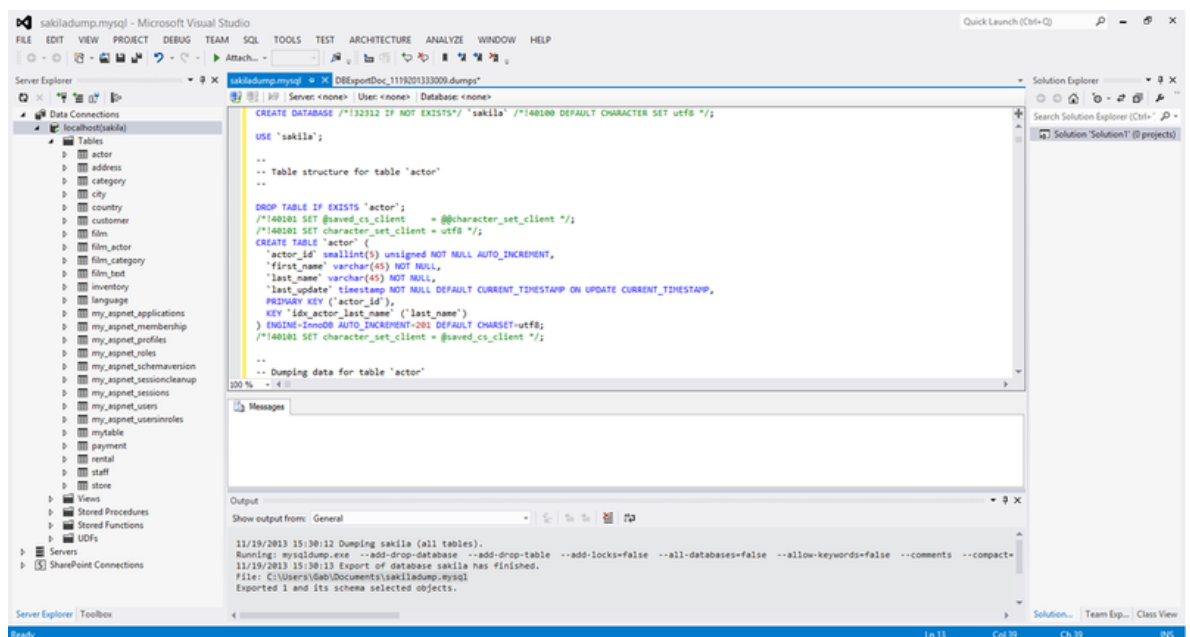 sakiladump.mysql - Microsoft Visual Studio
Quick Launch (Ctrl+Q)
FILE EDIT VIEW PROJECT DEBUG TEAM SQL TOOLS TEST ARCHITECTURE ANALYZE WINDOW HELP
Attach...
Server Explorer
Data Connections
localhost(sakila)
Tables
actor
address
category
city
country
customer
film
film_actor
film_category
film_text
inventory
language
my_aspnet_applications
my_aspnet_membership
my_aspnet_profiles
my_aspnet_roles
my_aspnet_schemaversion
my_aspnet_sessioncleanup
my_aspnet_sessions
my_aspnet_users
my_aspnet_usersinroles
mytable
payment
rental
staff
store
Views
Stored Procedures
Stored Functions
UDFs
Servers
SharePoint Connections
Server Explorer Toolbox
sakiladump.mysql DBExportDoc_1119201333009.dumps*
Server: <none> User: <none> Database: <none>
CREATE DATABASE /*!32312 IF NOT EXISTS*/ `sakila` /*!40100 DEFAULT CHARACTER SET utf8 */;
USE `sakila`;
--
-- Table structure for table `actor`
--
DROP TABLE IF EXISTS `actor`;
/*!40101 SET @saved_cs_client     = @@character_set_client */;
/*!40101 SET character_set_client = utf8 */;
CREATE TABLE `actor` (
`actor_id` smallint(5) unsigned NOT NULL AUTO_INCREMENT,
`first_name` varchar(45) NOT NULL,
`last_name` varchar(45) NOT NULL,
`last_update` timestamp NOT NULL DEFAULT CURRENT_TIMESTAMP ON UPDATE CURRENT_TIMESTAMP,
PRIMARY KEY (`actor_id`),
KEY `idx_actor_last_name` (`last_name`)
) ENGINE=InnoDB AUTO_INCREMENT=201 DEFAULT CHARSET=utf8;
/*!40101 SET character_set_client = @saved_cs_client */;
--
-- Dumping data for table `actor`
100 %
Messages
Output
Show output from: General
11/19/2013 15:30:12 Dumping sakila (all tables).
Running: mysqldump.exe --add-drop-database --add-drop-table --add-locks=false --all-databases=false --allow-keywords=false --comments --compact=
11/19/2013 15:30:13 Export of database sakila has finished.
File: C:\Users\Gab\Documents\sakiladump.mysql
Exported 1 and its schema selected objects.
Solution Explorer
Search Solution Explorer (Ctrl+
Solution 'Solution1' (0 projects)
Solution... Team Exp... Class View
Ready Ln 13 Col 39 Ch 39 INS